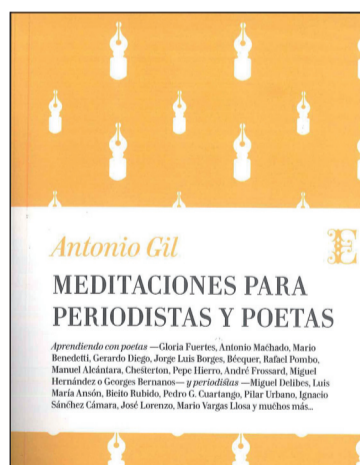 Antonio Gil
E
MEDITACIONES PARA
PERIODISTAS Y POETAS
Aprendiendo con poetas —Gloria Fuertes, Antonio Machado, Mario
Benedetti, Gerardo Diego, Jorge Luis Borges, Bécquer, Rafael Pombo,
Manuel Alcántara, Chesterton, Pepe Hierro, André Frossard, Miguel
Hernández o Georges Bernanos— y periodistas —Miguel Delibes, Luis
María Ansón, Bieito Rubido, Pedro G. Cuartango, Pilar Urbano, Ignacio
Sánchez Cámara, José Lorenzo, Mario Vargas Llosa y muchos más...